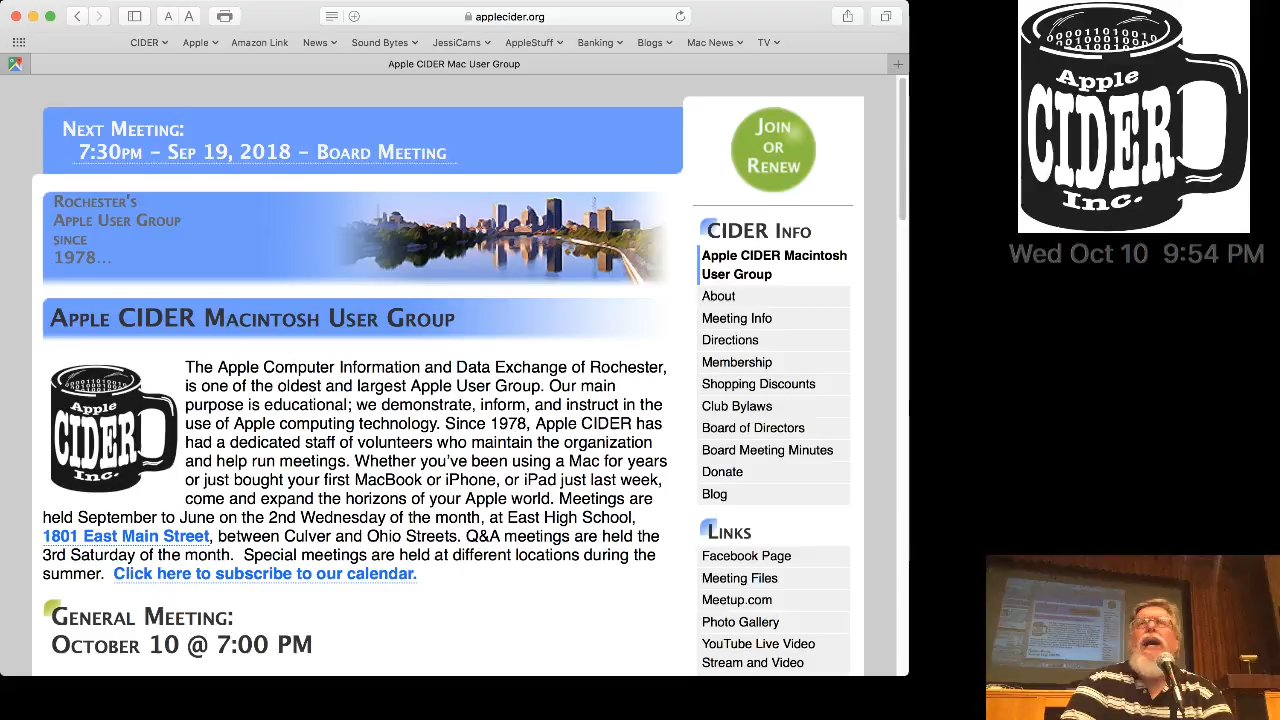 A A
applecider.org
CIDER
Apple
Amazon Link
News
Sound Bytes
JessiCams
AppleStuff
Banking
Blogs
Mac News
TV
Apple CIDER Mac User Group
Next Meeting:
7:30pm – Sep 19, 2018 – Board Meeting
Rochester's
Apple User Group
since
1978...
Apple CIDER Macintosh User Group
The Apple Computer Information and Data Exchange of Rochester,
is one of the oldest and largest Apple User Group. Our main
purpose is educational; we demonstrate, inform, and instruct in the
use of Apple computing technology. Since 1978, Apple CIDER has
had a dedicated staff of volunteers who maintain the organization
and help run meetings. Whether you've been using a Mac for years
or just bought your first MacBook or iPhone, or iPad just last week,
come and expand the horizons of your Apple world. Meetings are
held September to June on the 2nd Wednesday of the month, at East High School,
1801 East Main Street, between Culver and Ohio Streets. Q&A meetings are held the
3rd Saturday of the month. Special meetings are held at different locations during the
summer. Click here to subscribe to our calendar.
Apple
CIDER
Inc.
General Meeting:
October 10 @ 7:00 PM
Join
or
Renew
CIDER Info
Apple CIDER Macintosh
User Group
About
Meeting Info
Directions
Membership
Shopping Discounts
Club Bylaws
Board of Directors
Board Meeting Minutes
Donate
Blog
Links
Facebook Page
Meeting Files
Meetup.com
Photo Gallery
YouTube Live Video
Stream and Video
Apple
CIDER
Inc.
Wed Oct 10 9:54 PM